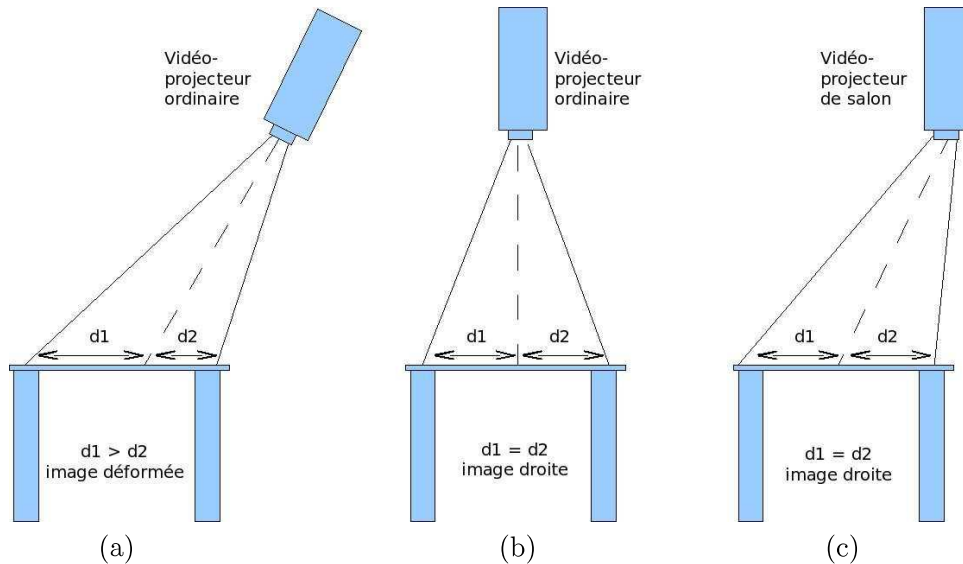 Vidéo-
projecteur
ordinaire
d1
d2
d1 > d2
image déformée
(a)
Vidéo-
projecteur
ordinaire
d1
d2
d1 = d2
image droite
(b)
Vidéo-
projecteur
de salon
d1
d2
d1 = d2
image droite
(c)